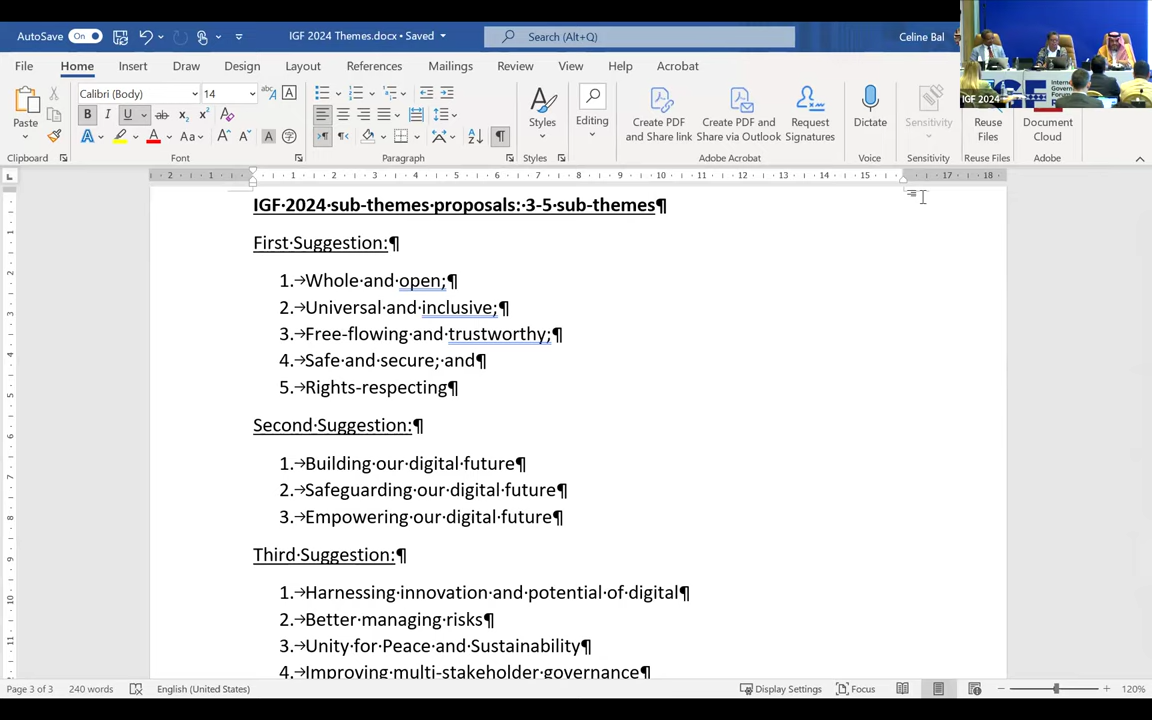 AutoSave On IGF 2024 Themes.docx • Saved Search (Alt+Q) Celine Bal
File Home Insert Draw Design Layout References Mailings Review View Help Acrobat
Calibri (Body) 14
Paste Styles Editing Create PDF and Share link Create PDF and Share via Outlook Request Signatures Dictate Sensitivity Reuse Files Document Cloud
Clipboard Font Paragraph Styles Adobe Acrobat Voice Sensitivity Reuse Files Adobe
IGF 2024
IGF·2024·sub-themes·proposals:·3-5·sub-themes¶
First·Suggestion:¶
1.→Whole·and·open;¶
2.→Universal·and·inclusive;¶
3.→Free-flowing·and·trustworthy;¶
4.→Safe·and·secure;·and¶
5.→Rights-respecting¶
Second·Suggestion:¶
1.→Building·our·digital·future¶
2.→Safeguarding·our·digital·future¶
3.→Empowering·our·digital·future¶
Third·Suggestion:¶
1.→Harnessing·innovation·and·potential·of·digital¶
2.→Better·managing·risks¶
3.→Unity·for·Peace·and·Sustainability¶
4.→Improving·multi-stakeholder·governance¶
Page 3 of 3 240 words English (United States) Display Settings Focus 120%